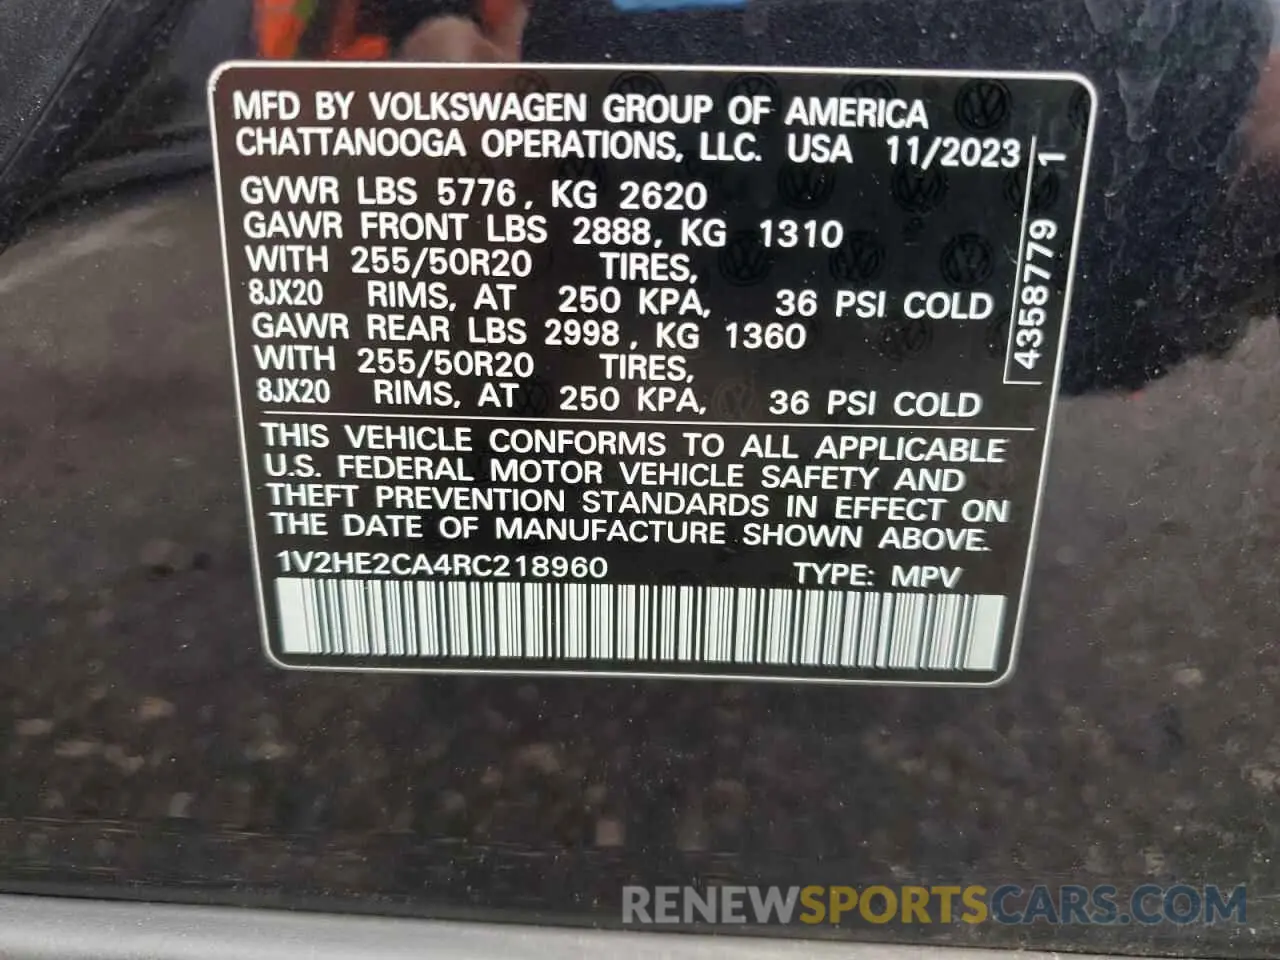 MFD BY VOLKSWAGEN GROUP OF AMERICA
CHATTANOOGA OPERATIONS, LLC. USA 11/2023
GVWR LBS 5776, KG 2620
GAWR FRONT LBS 2888, KG 1310
WITH 255/50R20 TIRES,
8JX20 RIMS, AT 250 KPA, 36 PSI COLD
GAWR REAR LBS 2998, KG 1360
WITH 255/50R20 TIRES,
8JX20 RIMS, AT 250 KPA, 36 PSI COLD
4358779 1
THIS VEHICLE CONFORMS TO ALL APPLICABLE
U.S. FEDERAL MOTOR VEHICLE SAFETY AND
THEFT PREVENTION STANDARDS IN EFFECT ON
THE DATE OF MANUFACTURE SHOWN ABOVE.
1V2HE2CA4RC218960 TYPE: MPV
RENEWSPORTSCARS.COM